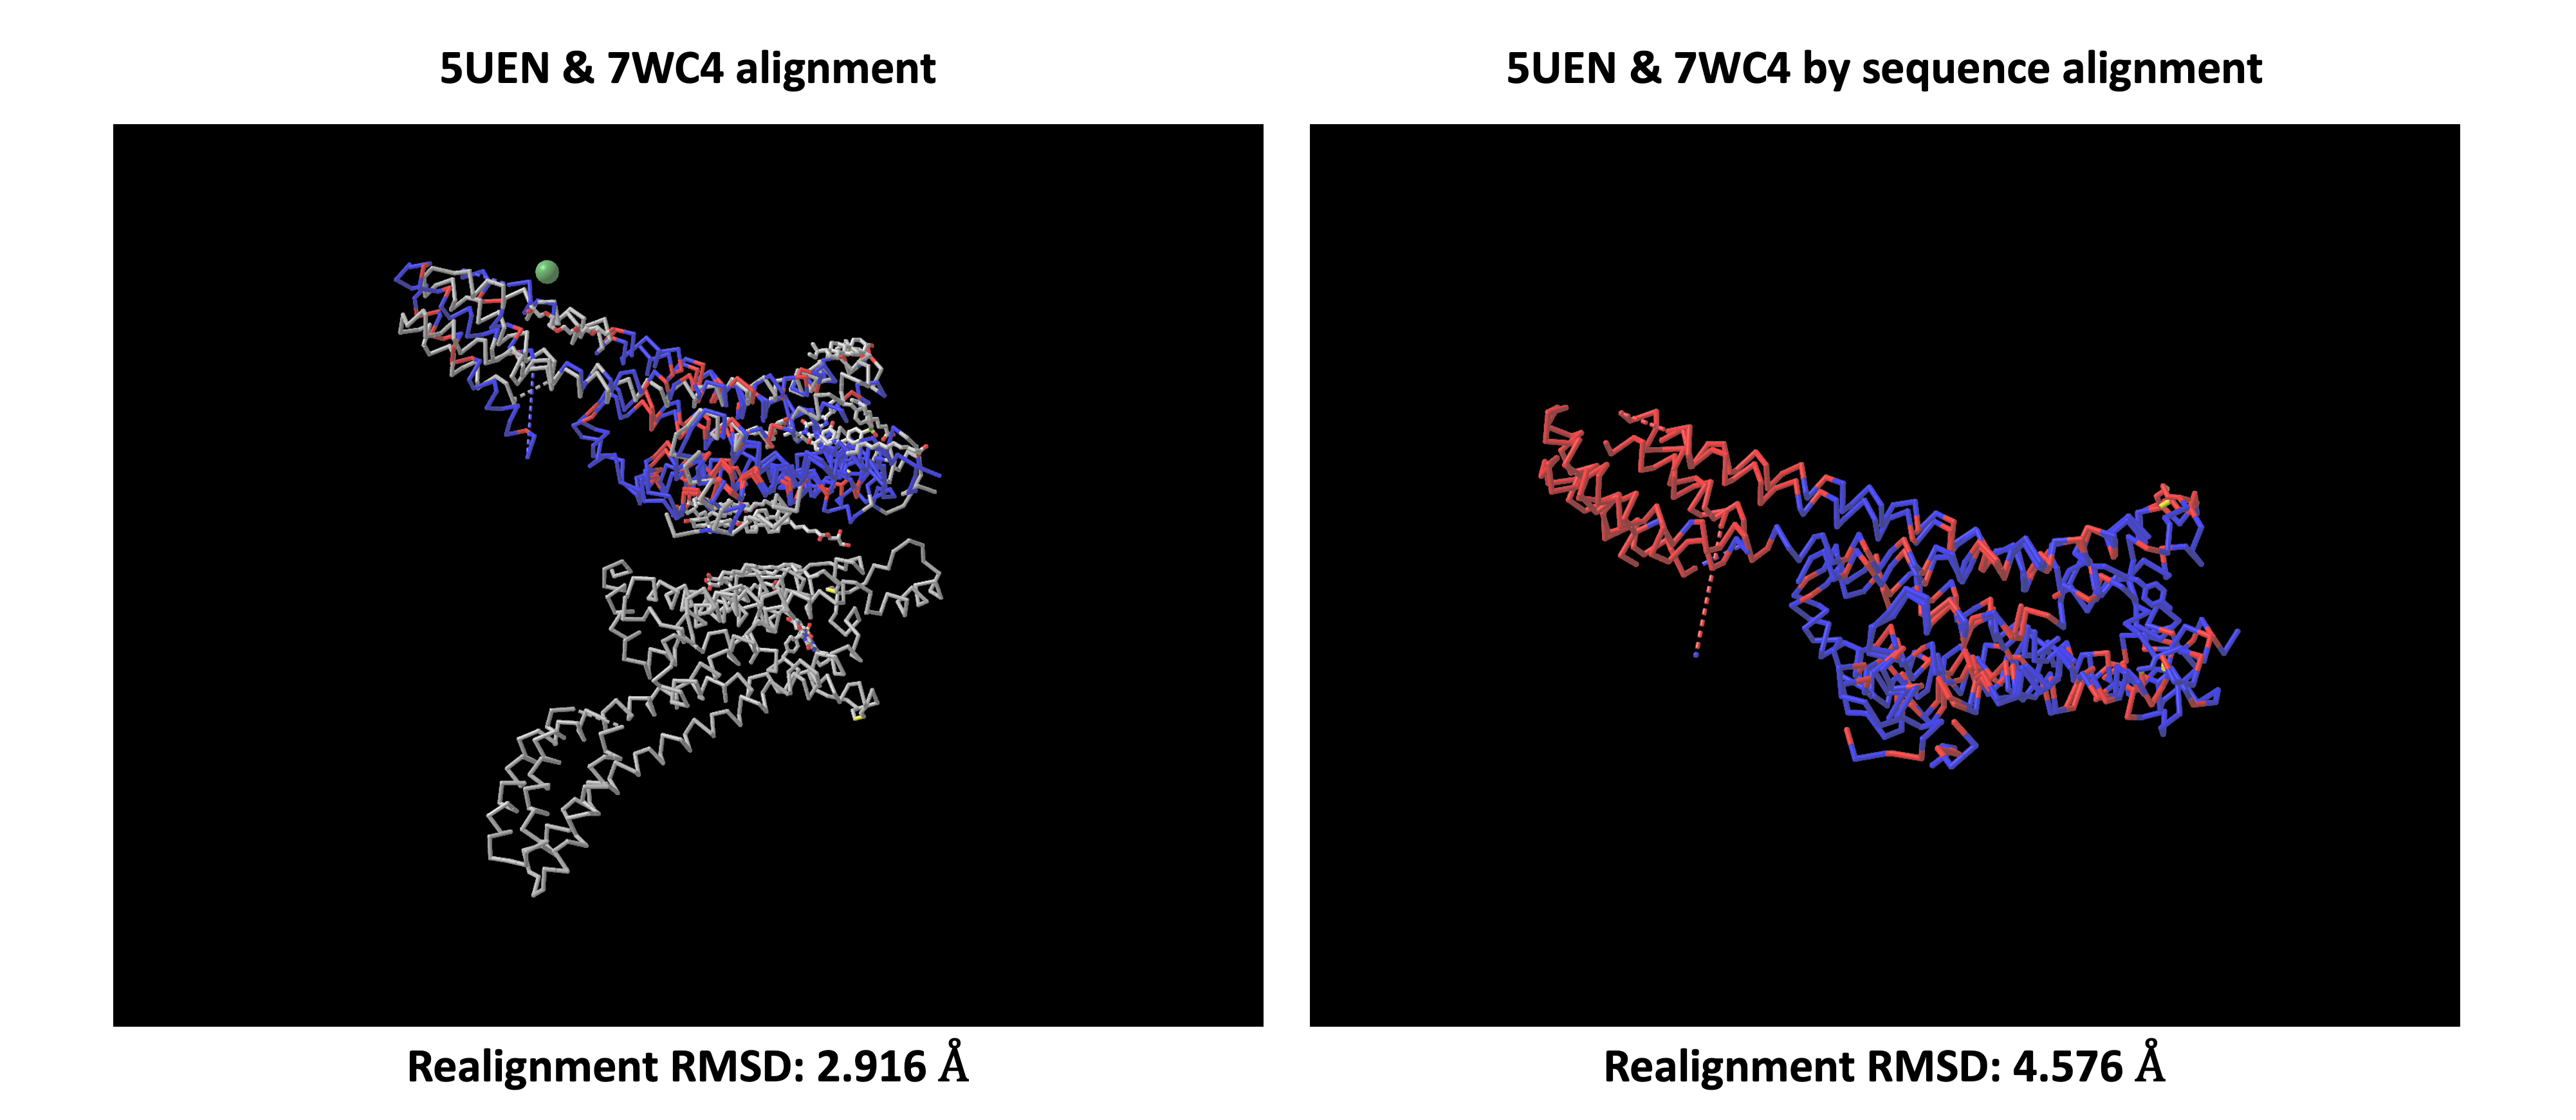 5UEN & 7WC4 alignment
5UEN & 7WC4 by sequence alignment
Realignment RMSD: 2.916 Å
Realignment RMSD: 4.576 Å